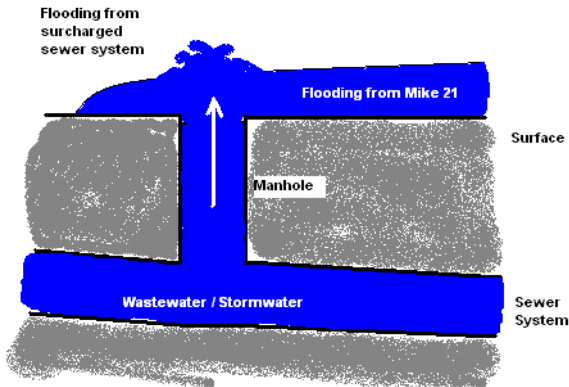 Flooding from
surcharged
sewer system
Flooding from Mike 21
Surface
Manhole
Wastewater / Stormwater
Sewer
System